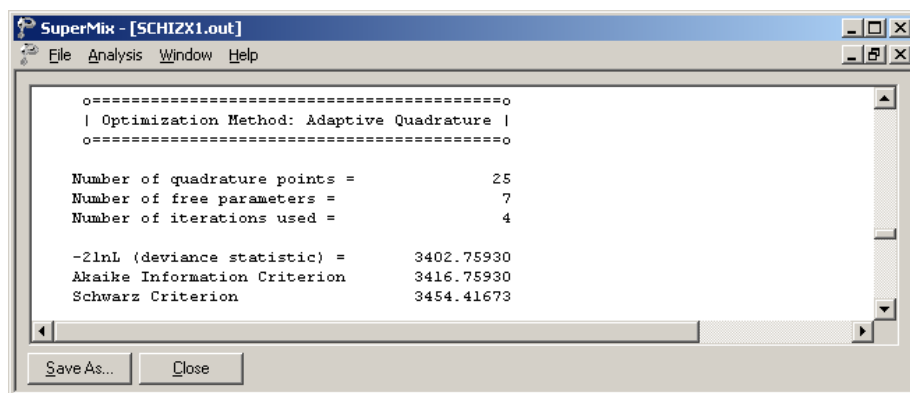 SuperMix - [SCHIZX1.out]
File Analysis Window Help
o==========================================o
| Optimization Method: Adaptive Quadrature |
o==========================================o
Number of quadrature points = 25
Number of free parameters = 7
Number of iterations used = 4
-2lnL (deviance statistic) = 3402.75930
Akaike Information Criterion 3416.75930
Schwarz Criterion 3454.41673
Save As... Close